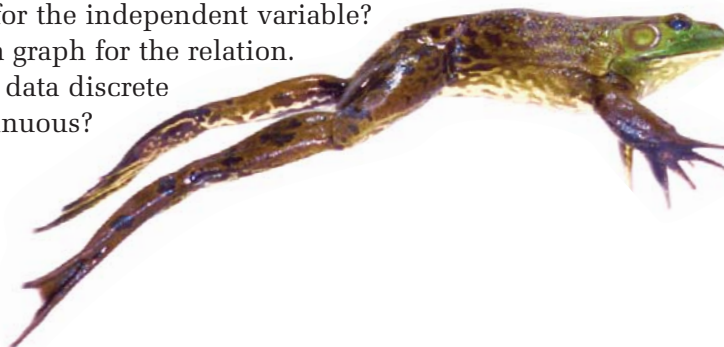 for the independent variable?
graph for the relation.
data discrete
nuous?